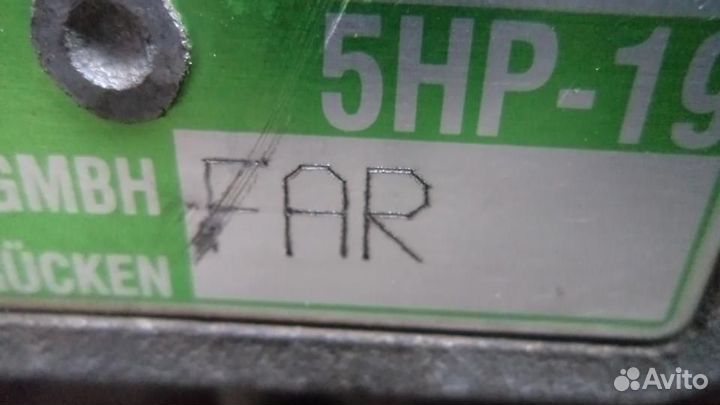 5HP-19
GMBH
FAR
ÜCKEN
Avito